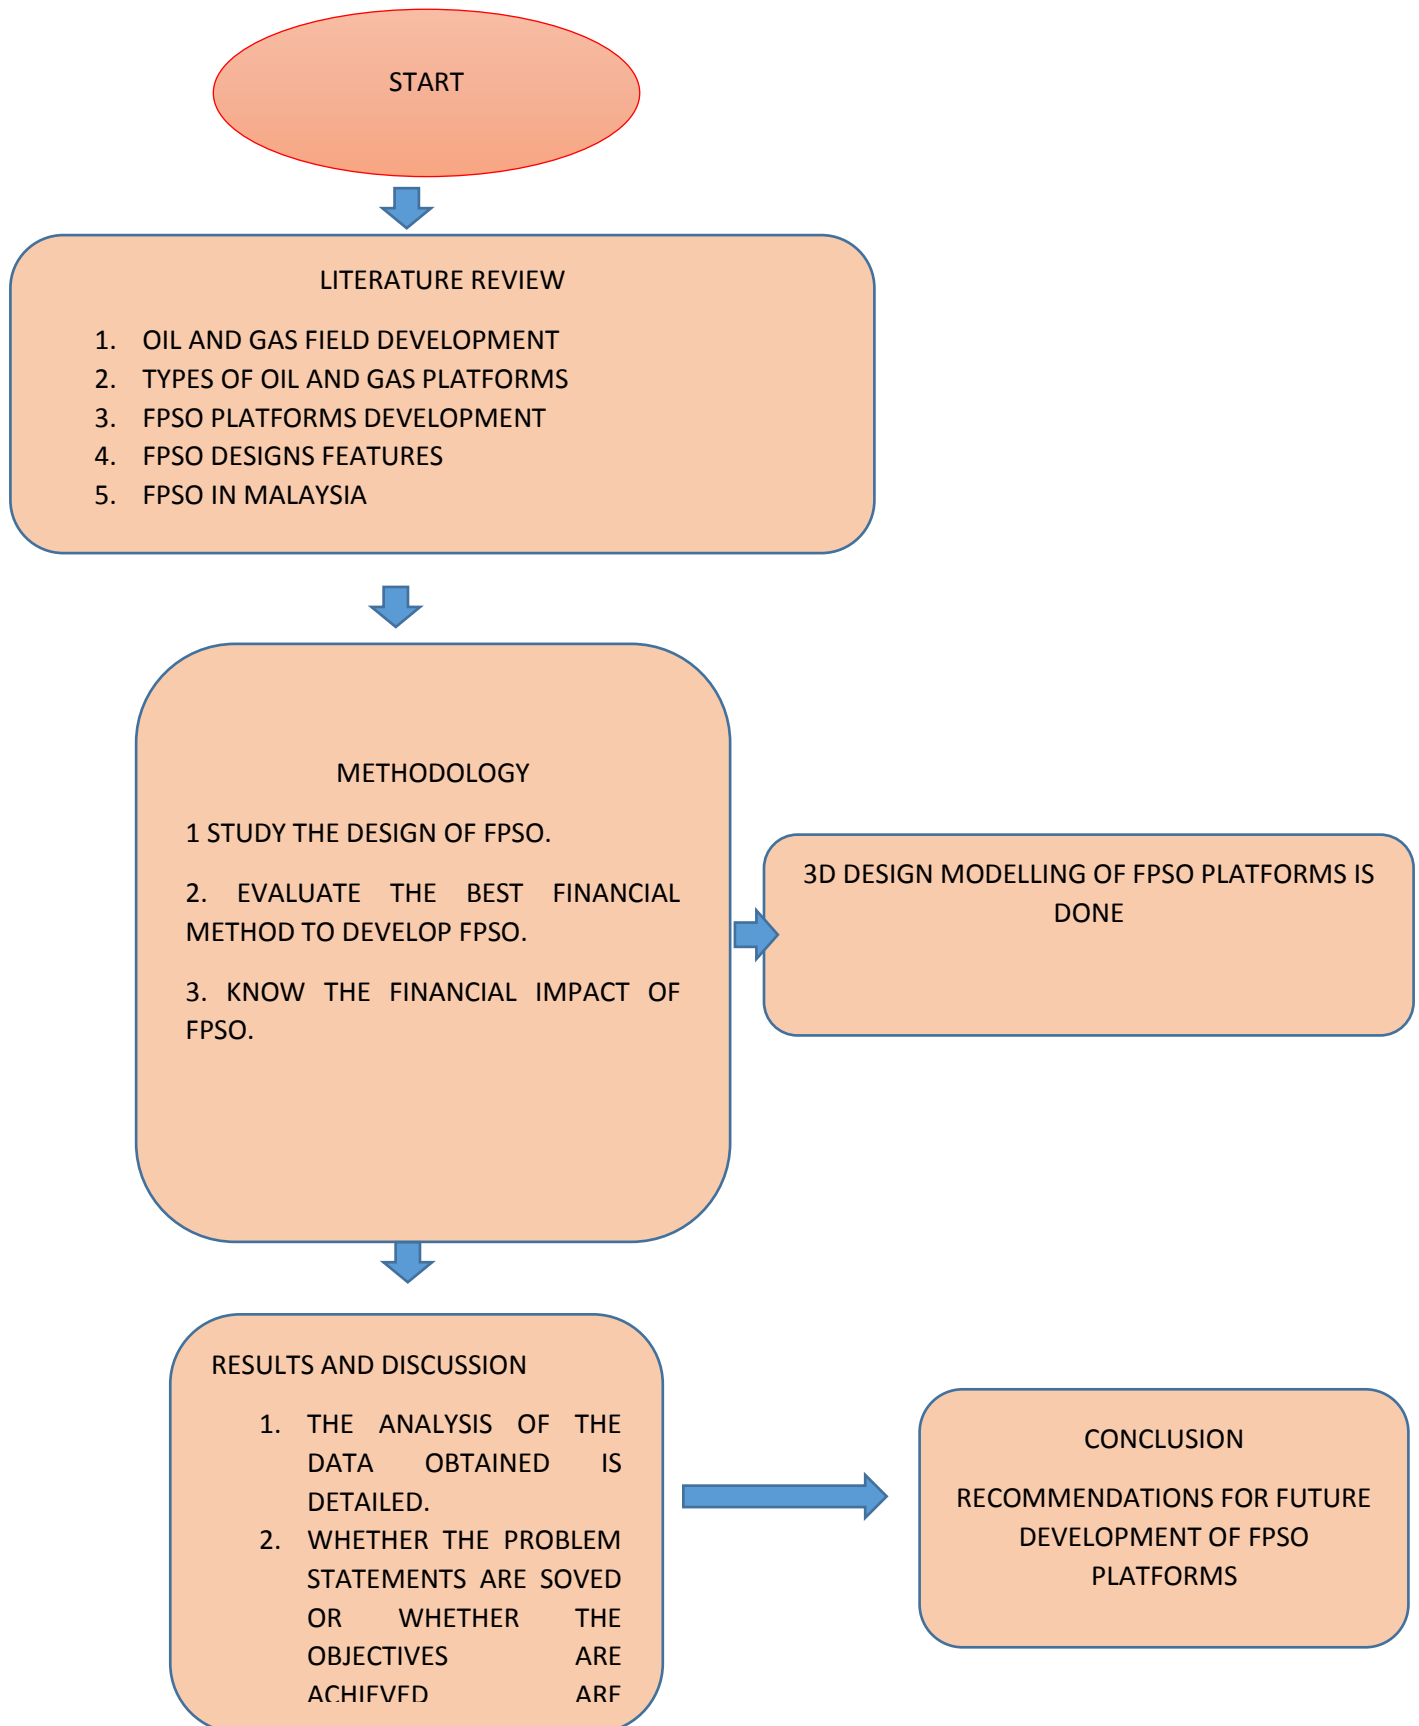 START
LITERATURE REVIEW
1. OIL AND GAS FIELD DEVELOPMENT
2. TYPES OF OIL AND GAS PLATFORMS
3. FPSO PLATFORMS DEVELOPMENT
4. FPSO DESIGNS FEATURES
5. FPSO IN MALAYSIA
METHODOLOGY
1 STUDY THE DESIGN OF FPSO.
2. EVALUATE THE BEST FINANCIAL
METHOD TO DEVELOP FPSO.
3. KNOW THE FINANCIAL IMPACT OF
FPSO.
3D DESIGN MODELLING OF FPSO PLATFORMS IS
DONE
RESULTS AND DISCUSSION
1. THE ANALYSIS OF THE
DATA OBTAINED IS
DETAILED.
2. WHETHER THE PROBLEM
STATEMENTS ARE SOVED
OR WHETHER THE
OBJECTIVES ARE
ACHIEVED ARE
CONCLUSION
RECOMMENDATIONS FOR FUTURE
DEVELOPMENT OF FPSO
PLATFORMS